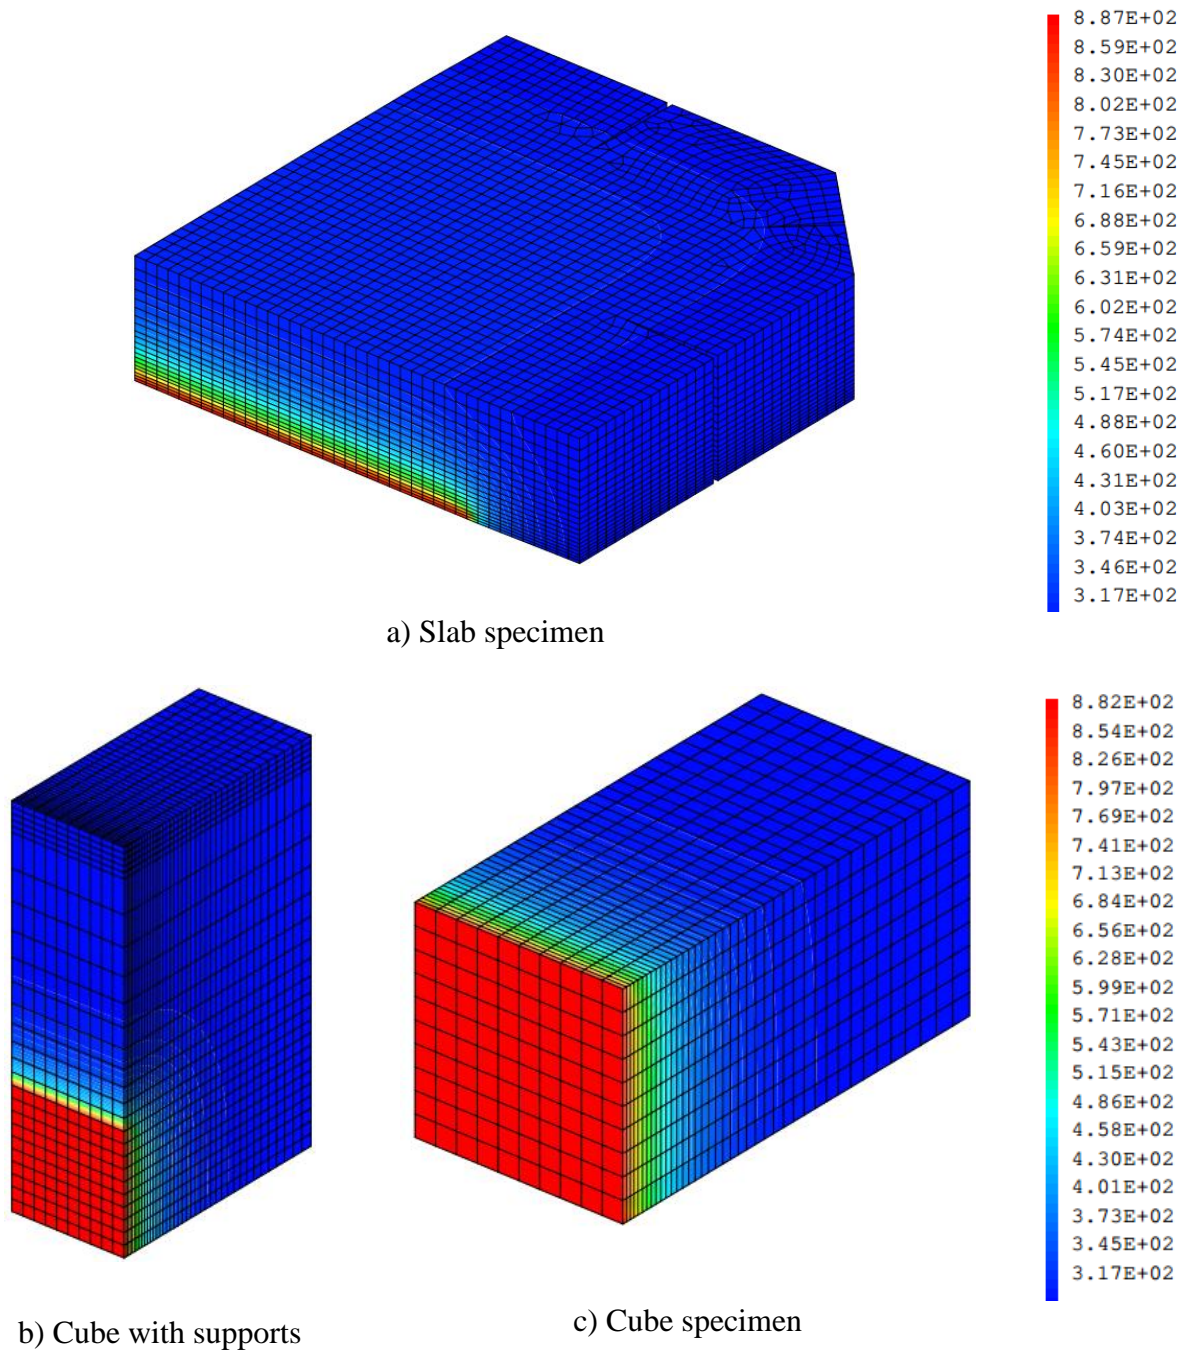 8.87E+02
8.59E+02
8.30E+02
8.02E+02
7.73E+02
7.45E+02
7.16E+02
6.88E+02
6.59E+02
6.31E+02
6.02E+02
5.74E+02
5.45E+02
5.17E+02
4.88E+02
4.60E+02
4.31E+02
4.03E+02
3.74E+02
3.46E+02
3.17E+02
a) Slab specimen
8.82E+02
8.54E+02
8.26E+02
7.97E+02
7.69E+02
7.41E+02
7.13E+02
6.84E+02
6.56E+02
6.28E+02
5.99E+02
5.71E+02
5.43E+02
5.15E+02
4.86E+02
4.58E+02
4.30E+02
4.01E+02
3.73E+02
3.45E+02
3.17E+02
b) Cube with supports
c) Cube specimen